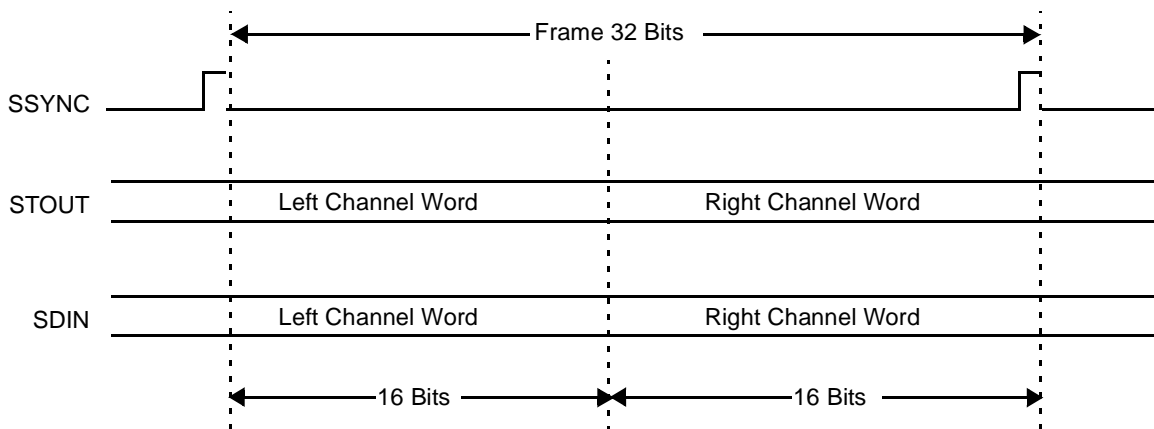 Frame 32 Bits
SSYNC
STOUT
Left Channel Word
Right Channel Word
SDIN
Left Channel Word
Right Channel Word
16 Bits
16 Bits